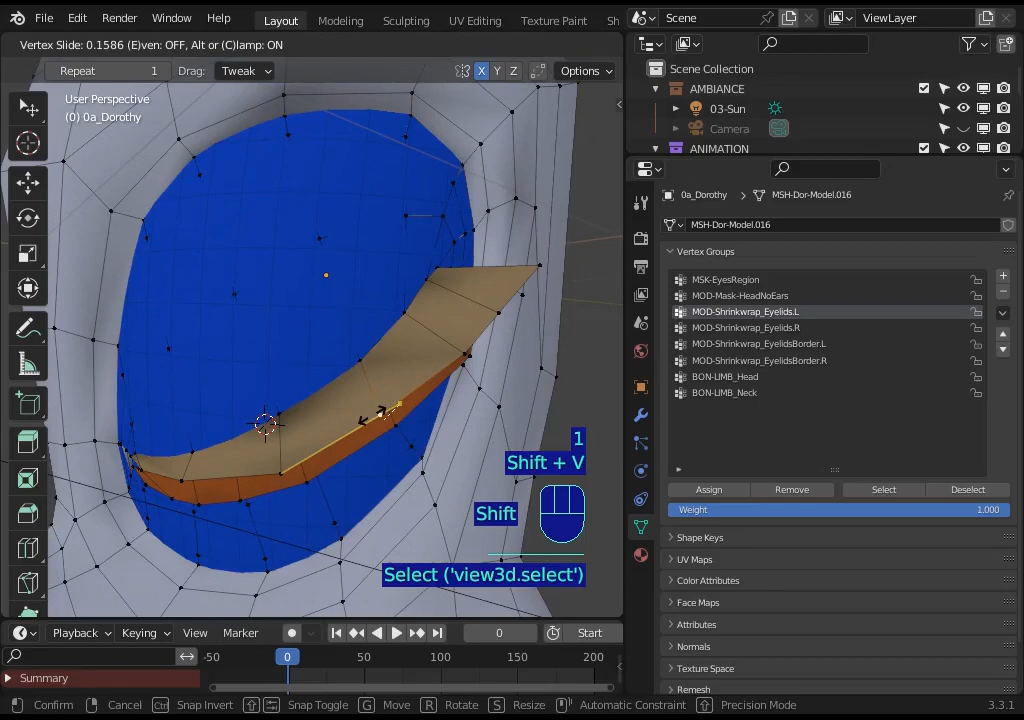 File Edit Render Window Help Layout Modeling Sculpting UV Editing Texture Paint Sh Scene ViewLayer
Vertex Slide: 0.1586 (E)ven: OFF, Alt or (C)lamp: ON
Repeat 1 Drag: Tweak X Y Z Options
User Perspective
(0) 0a_Dorothy
Scene Collection
AMBIANCE
03-Sun
Camera
ANIMATION
0a_Dorothy MSH-Dor-Model.016
MSH-Dor-Model.016
Vertex Groups
MSK-EyesRegion
MOD-Mask-HeadNoEars
MOD-Shrinkwrap_Eyelids.L
MOD-Shrinkwrap_Eyelids.R
MOD-Shrinkwrap_EyelidsBorder.L
MOD-Shrinkwrap_EyelidsBorder.R
BON-LIMB_Head
BON-LIMB_Neck
Assign Remove Select Deselect
Weight 1.000
Shape Keys
UV Maps
Color Attributes
Face Maps
Attributes
Normals
Texture Space
Remesh
1
Shift + V
Shift
Select ('view3d.select')
Playback Keying View Marker 0 Start
-50 0 50 100 150 200
Summary
Confirm Cancel Ctrl Snap Invert Snap Toggle G Move R Rotate S Resize Automatic Constraint Precision Mode 3.3.1